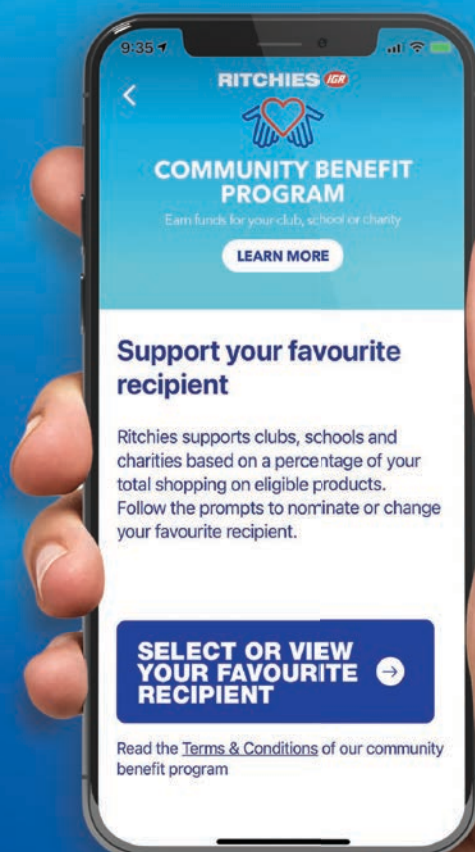 9:35
RITCHIES IGA
COMMUNITY BENEFIT
PROGRAM
Earn funds for your club, school or charity
LEARN MORE
Support your favourite
recipient
Ritchies supports clubs, schools and
charities based on a percentage of your
total shopping on eligible products.
Follow the prompts to nominate or change
your favourite recipient.
SELECT OR VIEW
YOUR FAVOURITE
RECIPIENT
Read the Terms & Conditions of our community
benefit program